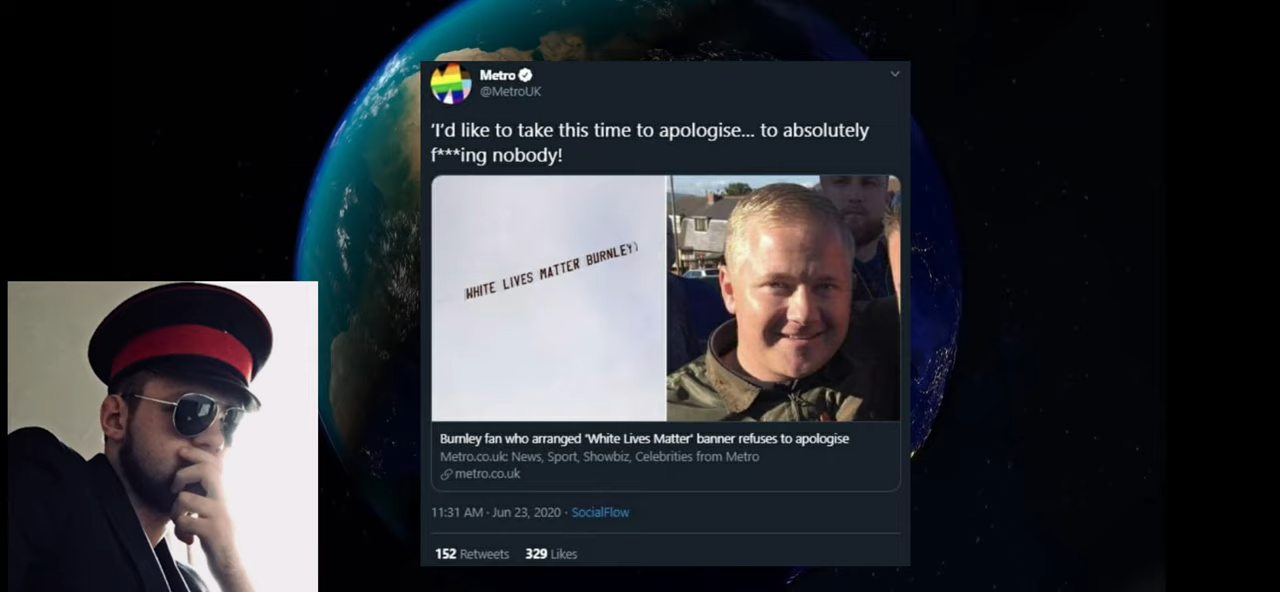 Metro
@MetroUK
'I'd like to take this time to apologise... to absolutely
f***ing nobody!
WHITE LIVES MATTER BURNLEY)
Burnley fan who arranged 'White Lives Matter' banner refuses to apologise
Metro.co.uk: News, Sport, Showbiz, Celebrities from Metro
metro.co.uk
11:31 AM · Jun 23, 2020 · SocialFlow
152 Retweets 329 Likes